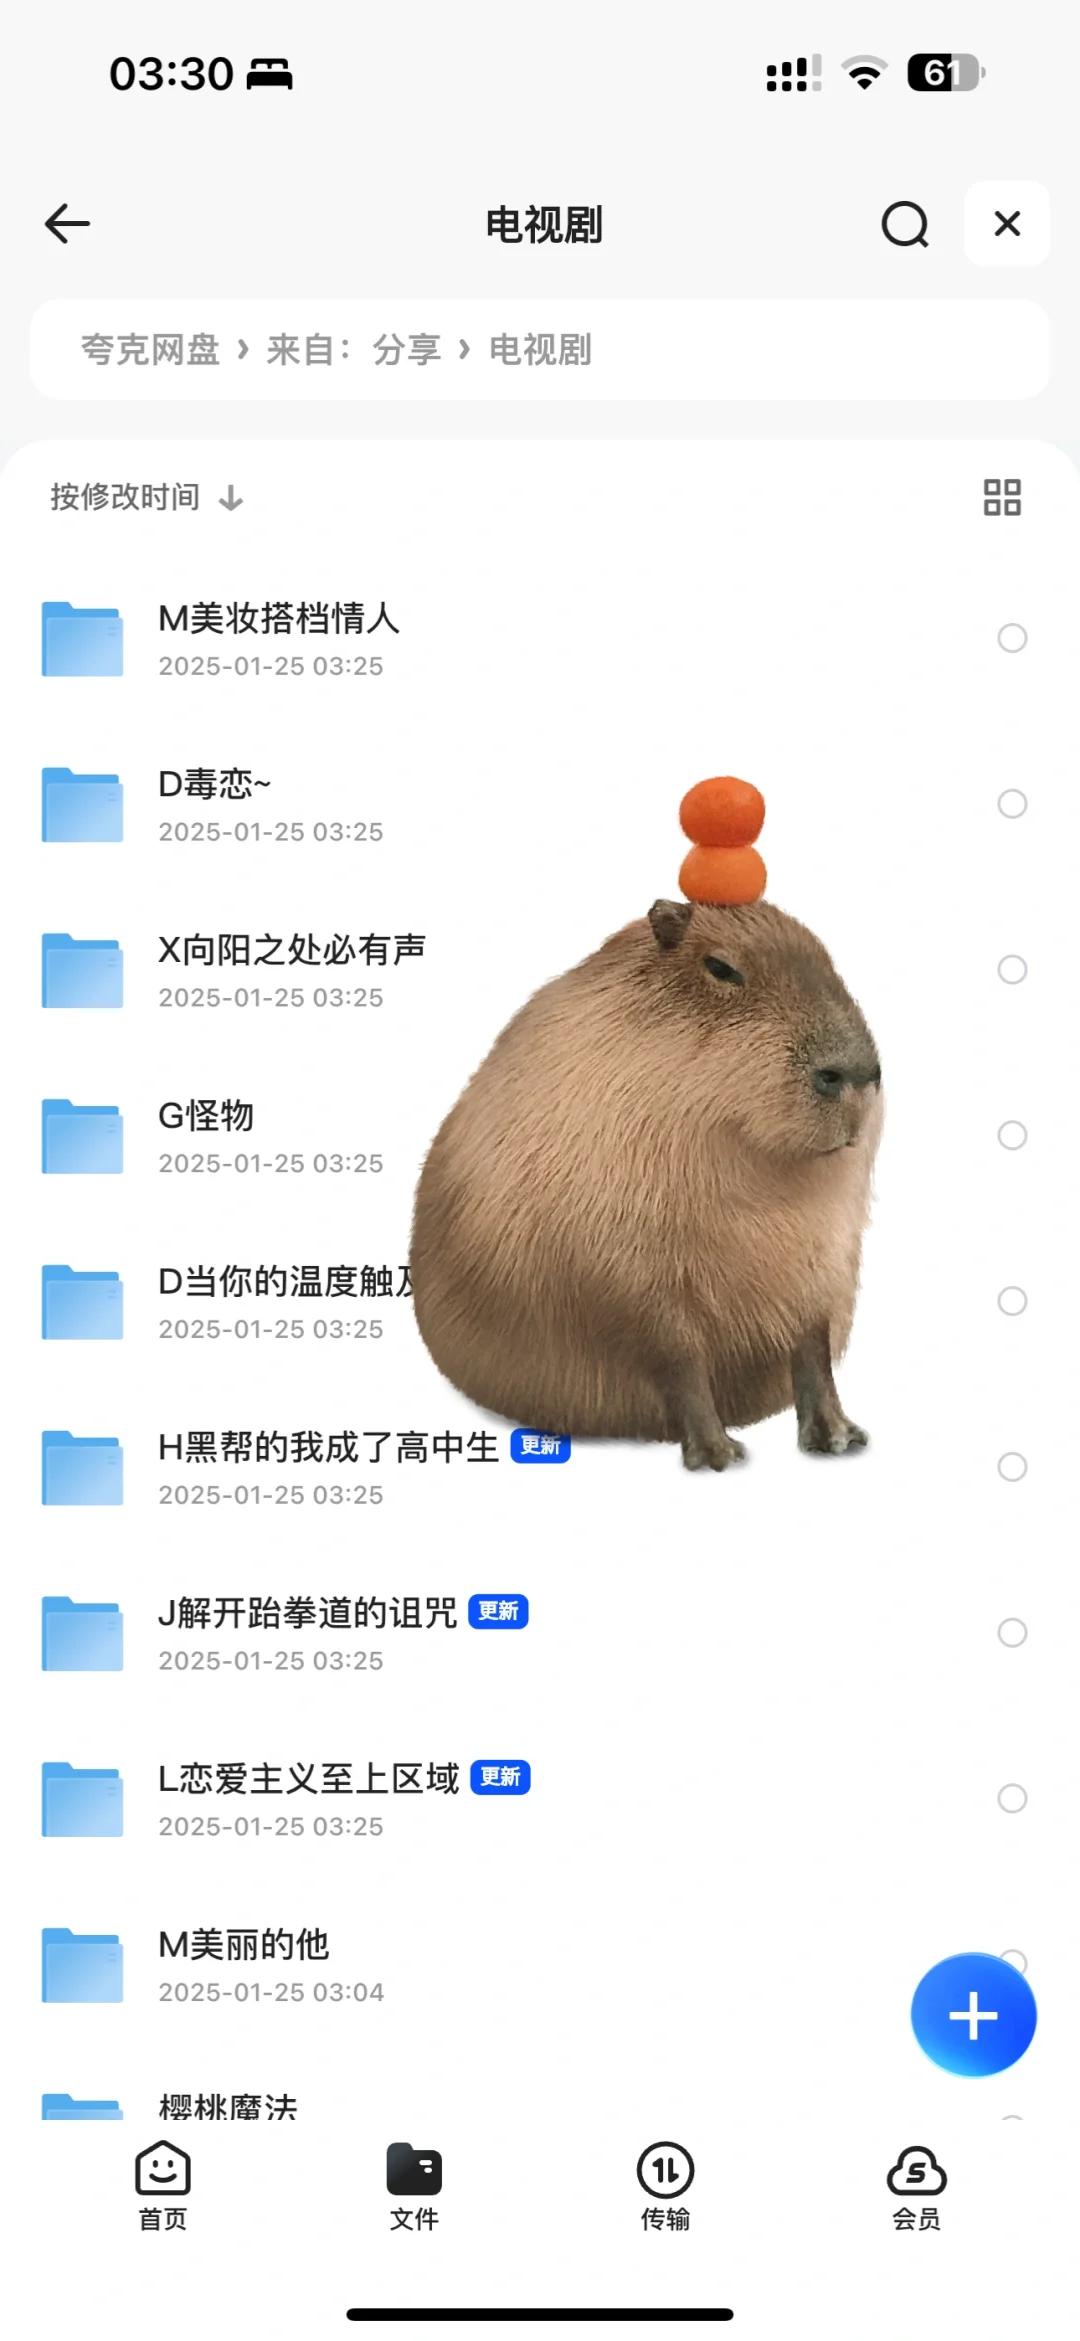 03:30
61
电视剧
夸克网盘 › 来自：分享 › 电视剧
按修改时间 ↓
M美妆搭档情人
2025-01-25 03:25
D毒恋~
2025-01-25 03:25
X向阳之处必有声
2025-01-25 03:25
G怪物
2025-01-25 03:25
D当你的温度触及
2025-01-25 03:25
H黑帮的我成了高中生 更新
2025-01-25 03:25
J解开跆拳道的诅咒 更新
2025-01-25 03:25
L恋爱主义至上区域 更新
2025-01-25 03:25
M美丽的他
2025-01-25 03:04
樱桃魔法
首页 文件 传输 会员